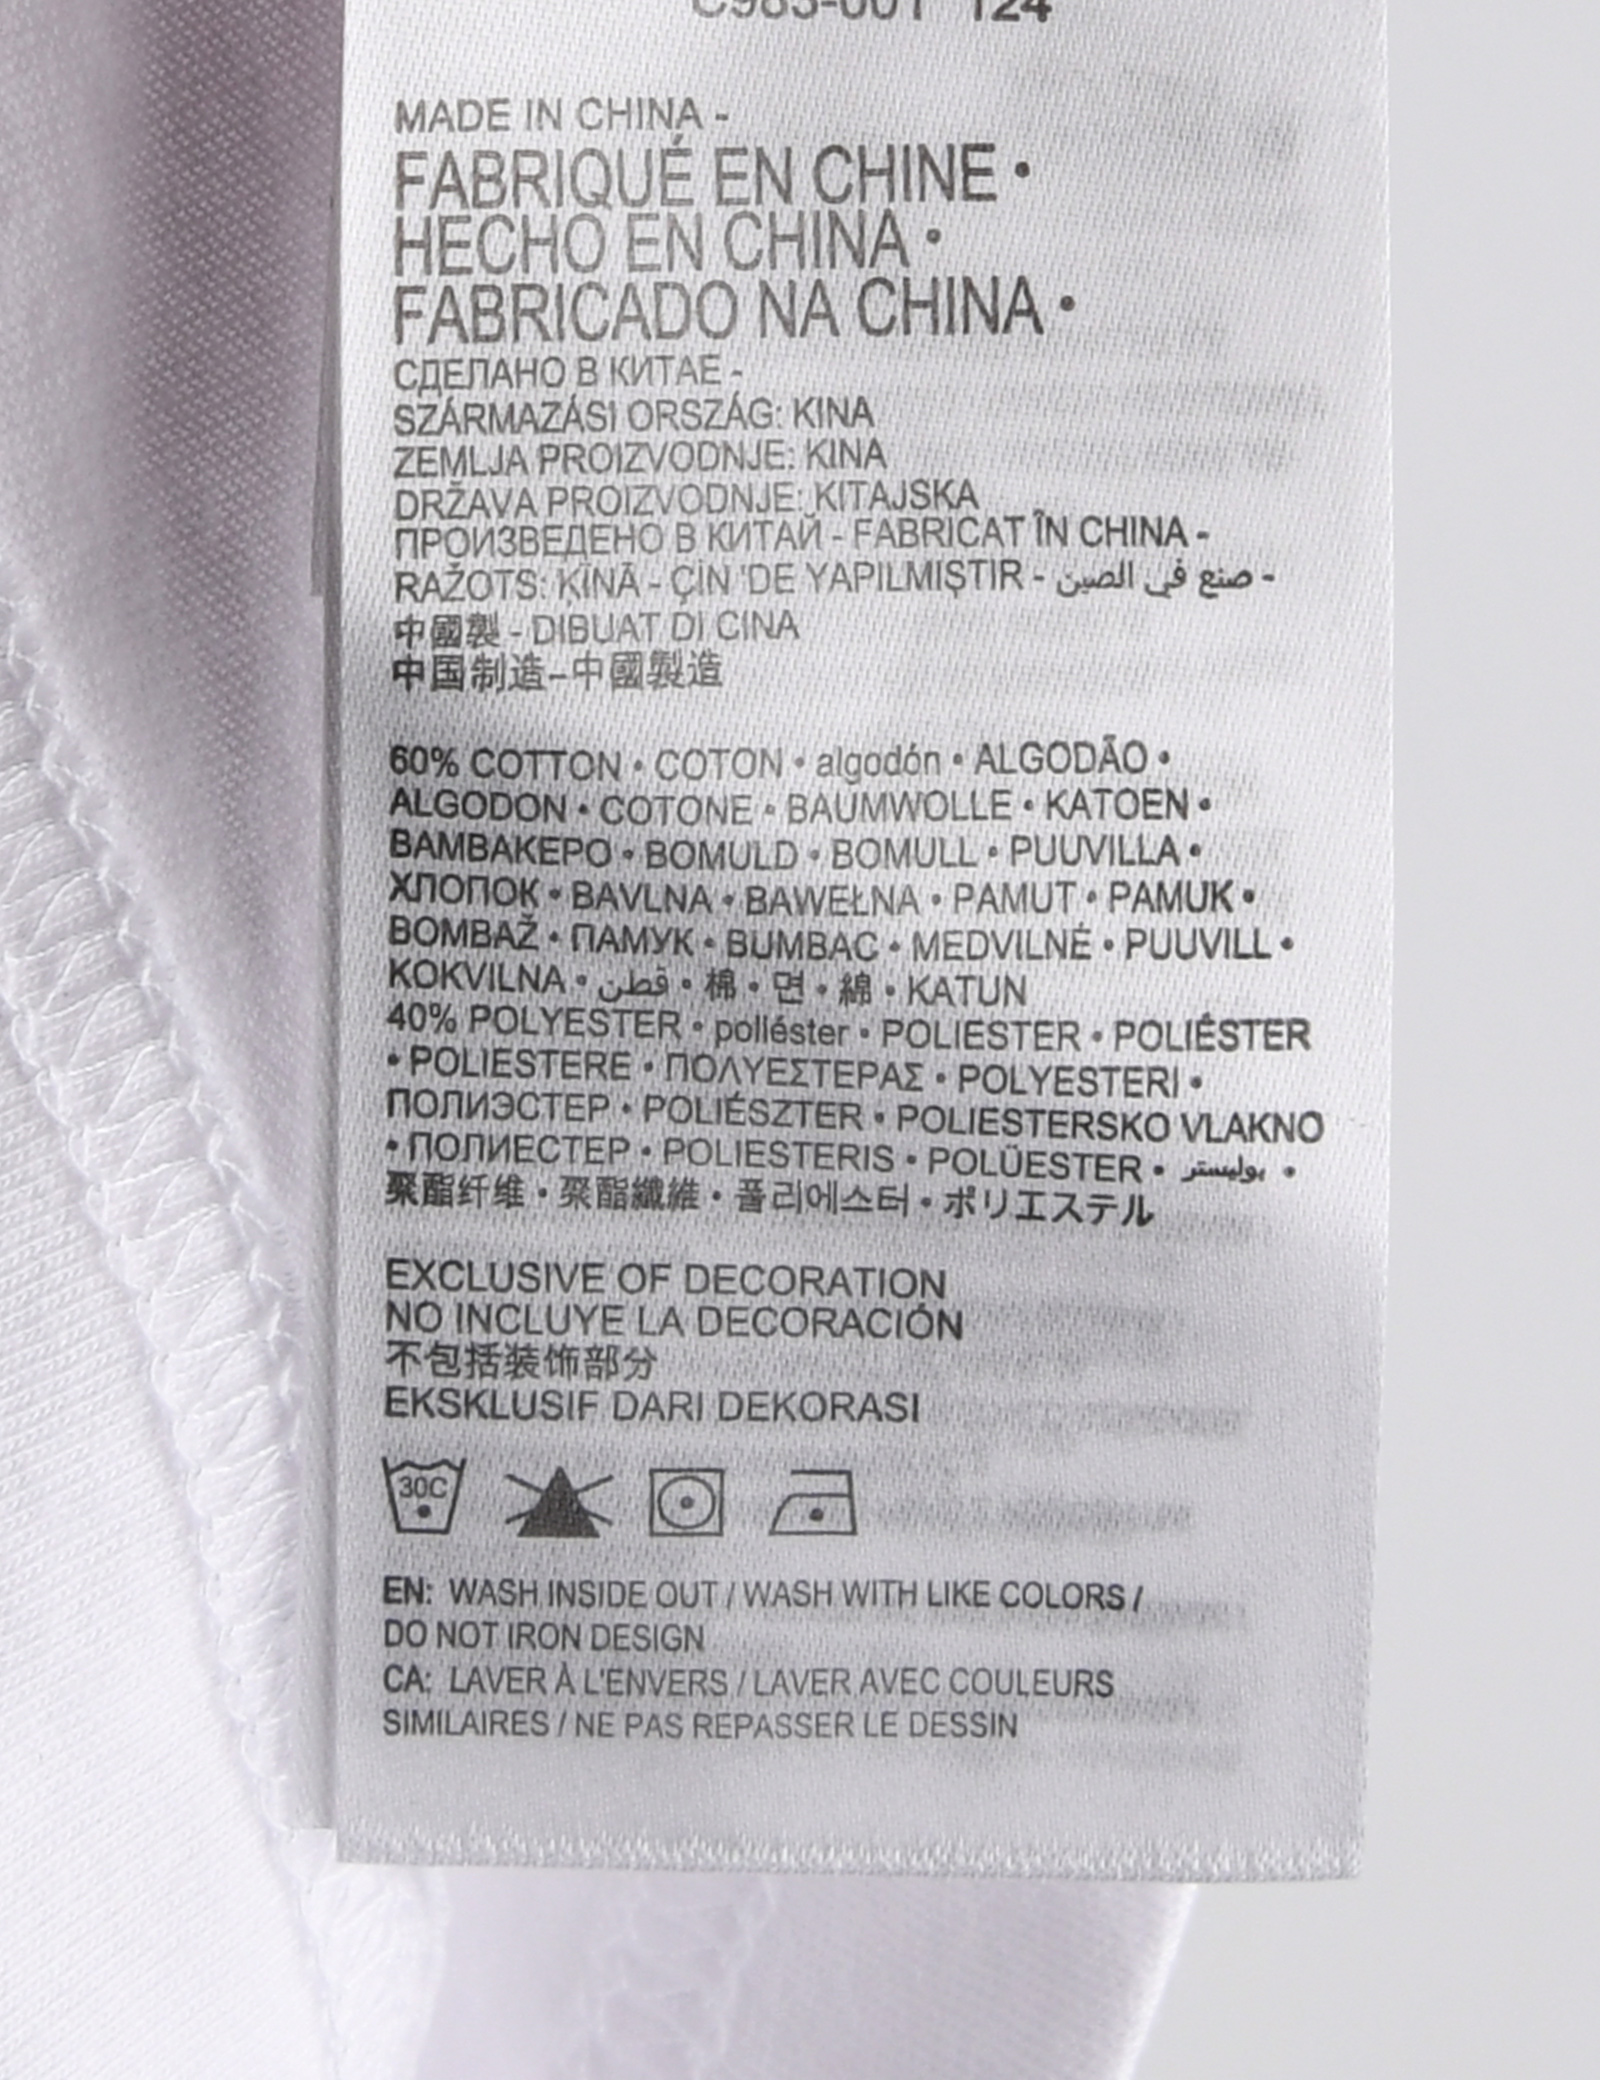 C983-001 124
MADE IN CHINA -
FABRIQUÉ EN CHINE •
HECHO EN CHINA •
FABRICADO NA CHINA •
СДЕЛАНО В КИТАЕ -
SZÁRMAZÁSI ORSZÁG: KINA
ZEMLJA PROIZVODNJE: KINA
DRŽAVA PROIZVODNJE: KITAJSKA
ПРОИЗВЕДЕНО В КИТАЙ - FABRICAT ÎN CHINA -
RAŽOTS: ĶĪNĀ - ÇİN 'DE YAPILMIŞTIR - صنع في الصين -
中國製 - DIBUAT DI CINA
中国制造–中國製造
60% COTTON • COTON • algodón • ALGODÃO •
ALGODON • COTONE • BAUMWOLLE • KATOEN •
ΒΑΜΒΑΚΕΡΟ • BOMULD • BOMULL • PUUVILLA •
ХЛОПОК • BAVLNA • BAWEŁNA • PAMUT • PAMUK •
BOMBAŽ • ПАМУК • BUMBAC • MEDVILNĖ • PUUVILL •
KOKVILNA • قطن • 棉 • 면 • 綿 • KATUN
40% POLYESTER • poliéster • POLIESTER • POLIÉSTER
• POLIESTERE • ΠΟΛΥΕΣΤΕΡΑΣ • POLYESTERI •
ПОЛИЭСТЕР • POLIÉSZTER • POLIESTERSKO VLAKNO
• ПОЛИЕСТЕР • POLIESTERIS • POLÜESTER • بوليستر •
聚酯纤维 • 聚酯纖維 • 폴리에스터 • ポリエステル
EXCLUSIVE OF DECORATION
NO INCLUYE LA DECORACIÓN
不包括装饰部分
EKSKLUSIF DARI DEKORASI
30C
EN: WASH INSIDE OUT / WASH WITH LIKE COLORS /
DO NOT IRON DESIGN
CA: LAVER À L'ENVERS / LAVER AVEC COULEURS
SIMILAIRES / NE PAS REPASSER LE DESSIN